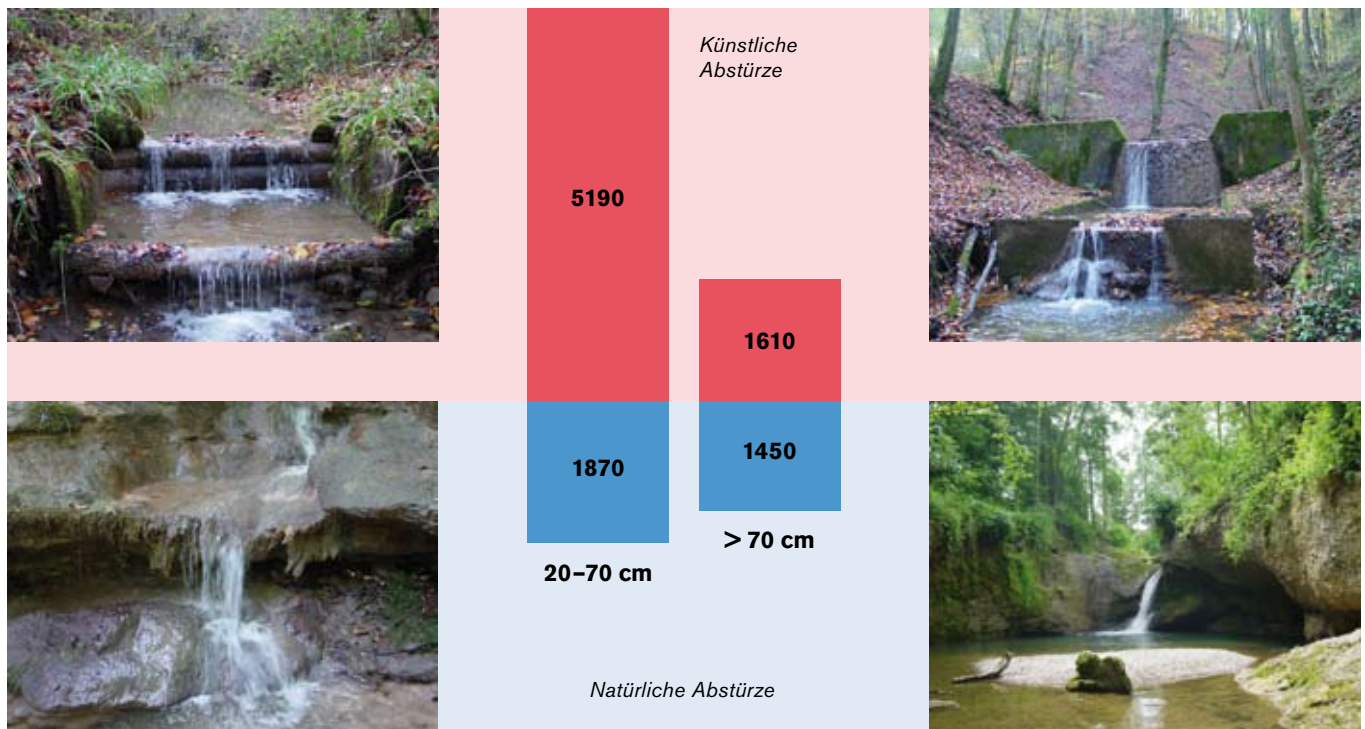 Künstliche
Abstürze
5190
1610
1870
1450
> 70 cm
20–70 cm
Natürliche Abstürze